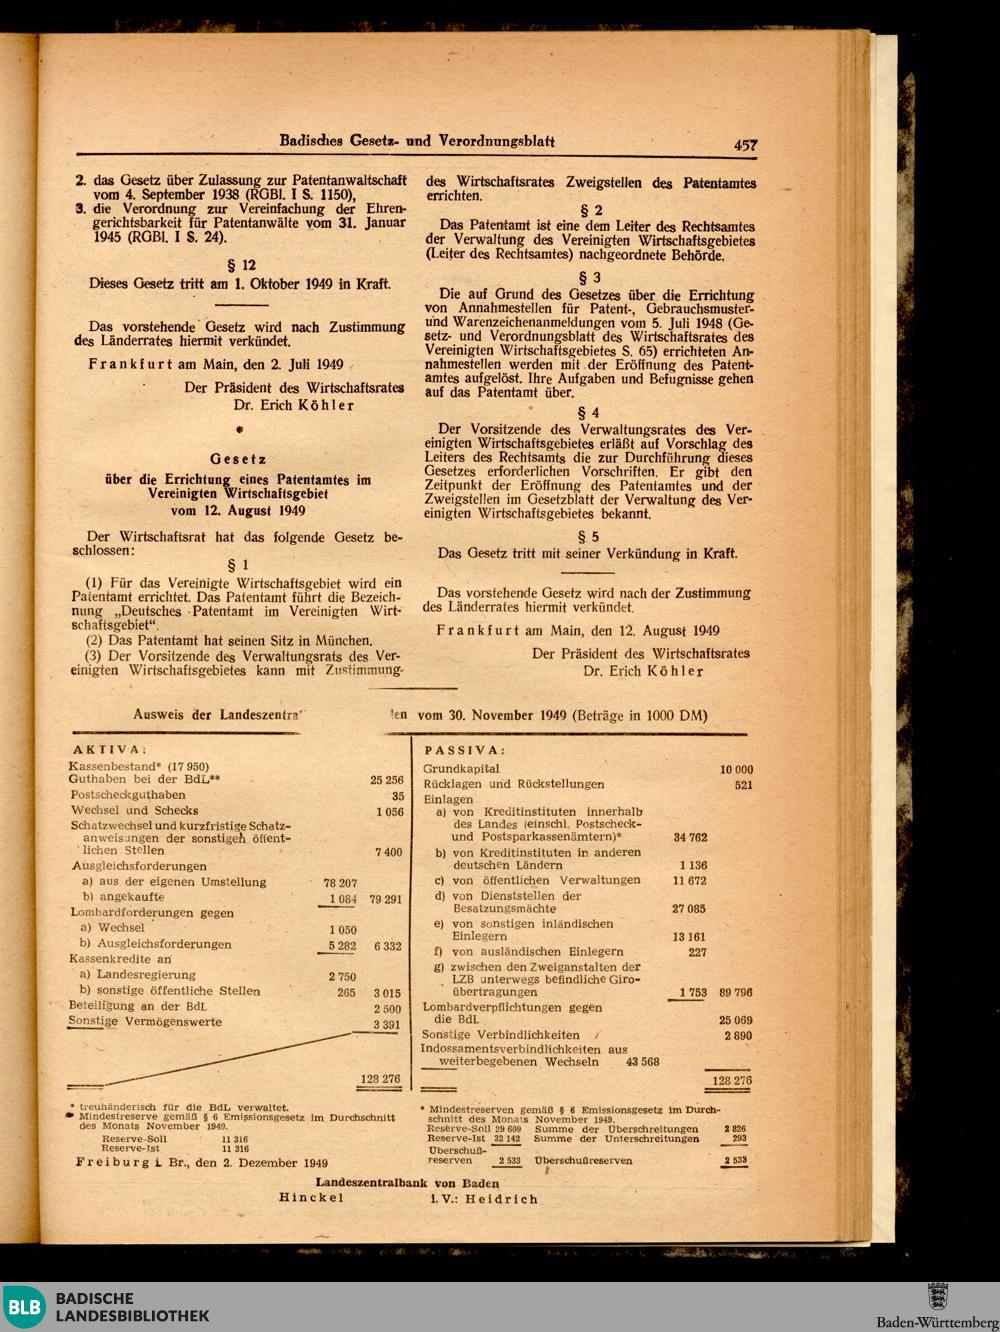 Badisches Gesetz- und Verordnungsblatt
457
2. das Gesetz über Zulassung zur Patentanwaltschaft
vom 4. September 1938 (RGBl. I S. 1150),
3. die Verordnung zur Vereinfachung der Ehren-
gerichtsbarkeit für Patentanwälte vom 31. Januar
1945 (RGBl. I S. 24).
§ 12
Dieses Gesetz tritt am 1. Oktober 1949 in Kraft.
Das vorstehende Gesetz wird nach Zustimmung
des Länderrates hiermit verkündet.
Frankfurt am Main, den 2. Juli 1949
Der Präsident des Wirtschaftsrates
Dr. Erich Köhler
*
Gesetz
über die Errichtung eines Patentamtes im
Vereinigten Wirtschaftsgebiet
vom 12. August 1949
Der Wirtschaftsrat hat das folgende Gesetz be-
schlossen:
§ 1
(1) Für das Vereinigte Wirtschaftsgebiet wird ein
Patentamt errichtet. Das Patentamt führt die Bezeich-
nung „Deutsches Patentamt im Vereinigten Wirt-
schaftsgebiet“.
(2) Das Patentamt hat seinen Sitz in München.
(3) Der Vorsitzende des Verwaltungsrats des Ver-
einigten Wirtschaftsgebietes kann mit Zustimmung
des Wirtschaftsrates Zweigstellen des Patentamtes
errichten.
§ 2
Das Patentamt ist eine dem Leiter des Rechtsamtes
der Verwaltung des Vereinigten Wirtschaftsgebietes
(Leiter des Rechtsamtes) nachgeordnete Behörde.
§ 3
Die auf Grund des Gesetzes über die Errichtung
von Annahmestellen für Patent-, Gebrauchsmuster-
und Warenzeichenanmeldungen vom 5. Juli 1948 (Ge-
setz- und Verordnungsblatt des Wirtschaftsrates des
Vereinigten Wirtschaftsgebietes S. 65) errichteten An-
nahmestellen werden mit der Eröffnung des Patent-
amtes aufgelöst. Ihre Aufgaben und Befugnisse gehen
auf das Patentamt über.
§ 4
Der Vorsitzende des Verwaltungsrates des Ver-
einigten Wirtschaftsgebietes erläßt auf Vorschlag des
Leiters des Rechtsamts die zur Durchführung dieses
Gesetzes erforderlichen Vorschriften. Er gibt den
Zeitpunkt der Eröffnung des Patentamtes und der
Zweigstellen im Gesetzblatt der Verwaltung des Ver-
einigten Wirtschaftsgebietes bekannt.
§ 5
Das Gesetz tritt mit seiner Verkündung in Kraft.
Das vorstehende Gesetz wird nach der Zustimmung
des Länderrates hiermit verkündet.
Frankfurt am Main, den 12. August 1949
Der Präsident des Wirtschaftsrates
Dr. Erich Köhler
Ausweis der Landeszentra len vom 30. November 1949 (Beträge in 1000 DM)
AKTIVA:
Kassenbestand* (17 950)
Guthaben bei der BdL** 25 256
Postscheckguthaben 35
Wechsel und Schecks 1 056
Schatzwechsel und kurzfristige Schatz-
anweisungen der sonstigen öffent-
lichen Stellen 7 400
Ausgleichsforderungen
a) aus der eigenen Umstellung 78 207
b) angekaufte 1 084 79 291
Lombardforderungen gegen
a) Wechsel 1 050
b) Ausgleichsforderungen 5 282 6 332
Kassenkredite an
a) Landesregierung 2 750
b) sonstige öffentliche Stellen 265 3 015
Beteiligung an der BdL 2 500
Sonstige Vermögenswerte 3 391
128 276
PASSIVA:
Grundkapital 10 000
Rücklagen und Rückstellungen 521
Einlagen
a) von Kreditinstituten innerhalb
des Landes (einschl. Postscheck-
und Postsparkassenämtern)* 34 762
b) von Kreditinstituten in anderen
deutschen Ländern 1 136
c) von öffentlichen Verwaltungen 11 672
d) von Dienststellen der
Besatzungsmächte 27 085
e) von sonstigen inländischen
Einlegern 13 161
f) von ausländischen Einlegern 227
g) zwischen den Zweiganstalten der
LZB unterwegs befindliche Giro-
übertragungen 1 753 89 796
Lombardverpflichtungen gegen
die BdL 25 069
Sonstige Verbindlichkeiten 2 890
Indossamentsverbindlichkeiten aus
weiterbegebenen Wechseln 43 568
128 276
* treuhänderisch für die BdL verwaltet.
** Mindestreserve gemäß § 6 Emissionsgesetz im Durchschnitt
des Monats November 1949.
Reserve-Soll 11 316
Reserve-Ist 11 316
Freiburg i. Br., den 2. Dezember 1949
* Mindestreserven gemäß § 6 Emissionsgesetz im Durch-
schnitt des Monats November 1949.
Reserve-Soll 29 609 Summe der Überschreitungen 2 826
Reserve-Ist 32 142 Summe der Unterschreitungen 293
Überschuß-
reserven 2 533 Überschußreserven 2 533
Landeszentralbank von Baden
Hinckel i. V.: Heidrich
BLB
BADISCHE
LANDESBIBLIOTHEK
Baden-Württemberg